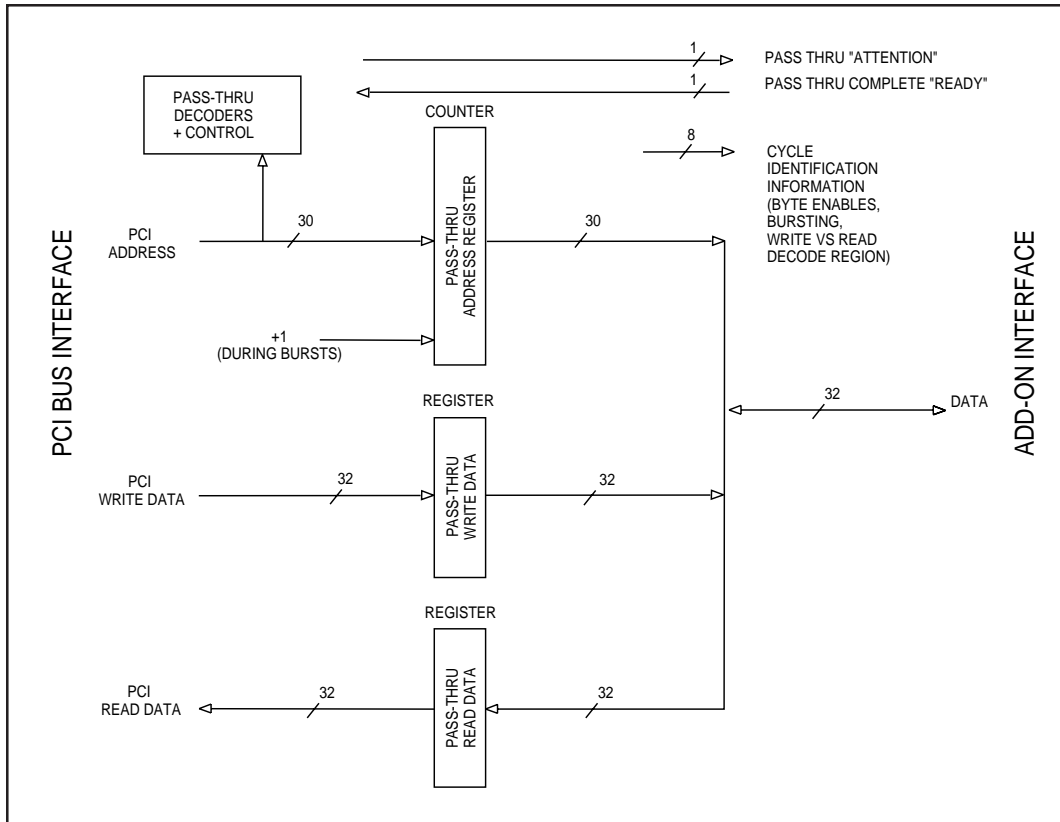 1
PASS THRU "ATTENTION"
1
PASS THRU COMPLETE "READY"
PASS-THRU
DECODERS
+ CONTROL
COUNTER
8
CYCLE
IDENTIFICATION
INFORMATION
(BYTE ENABLES,
BURSTING,
WRITE VS READ
DECODE REGION)
PCI BUS INTERFACE
PCI
ADDRESS
30
PASS-THRU
ADDRESS REGISTER
30
+1
(DURING BURSTS)
ADD-ON INTERFACE
32
DATA
REGISTER
PCI
WRITE DATA
32
PASS-THRU
WRITE DATA
32
REGISTER
PCI
READ DATA
32
PASS-THRU
READ DATA
32